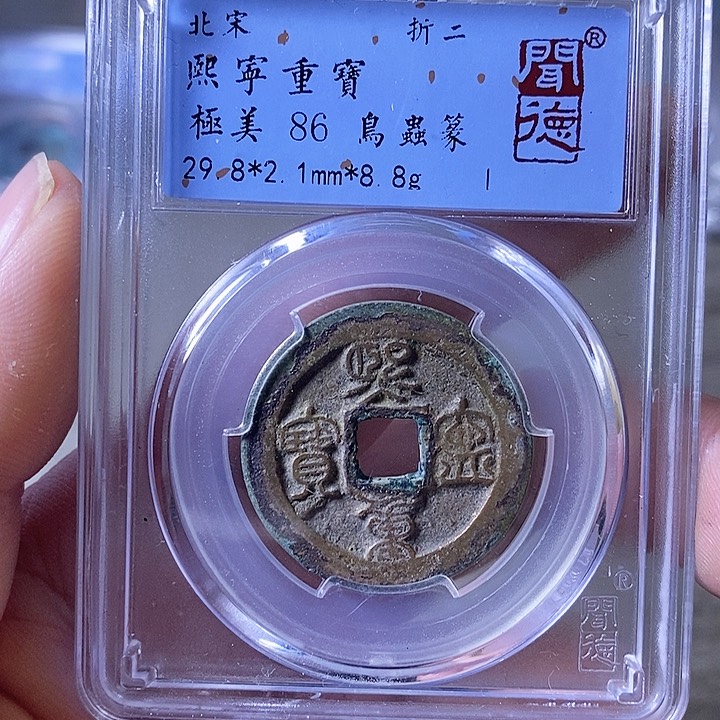 北宋 折二
熙寧重寶
極美 86 鳥蟲篆
29.8*2.1mm*8.8g
聞德
®
熙寧重寶
®
聞德